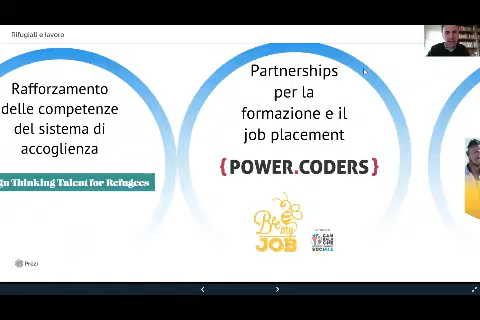 Rifugiati e lavoro
Rafforzamento
delle competenze
del sistema di
accoglienza
gn Thinking Talent for Refugees
Partnerships
per la
formazione e il
job placement
{POWER.CODERS}
Be my
JOB
Prezi